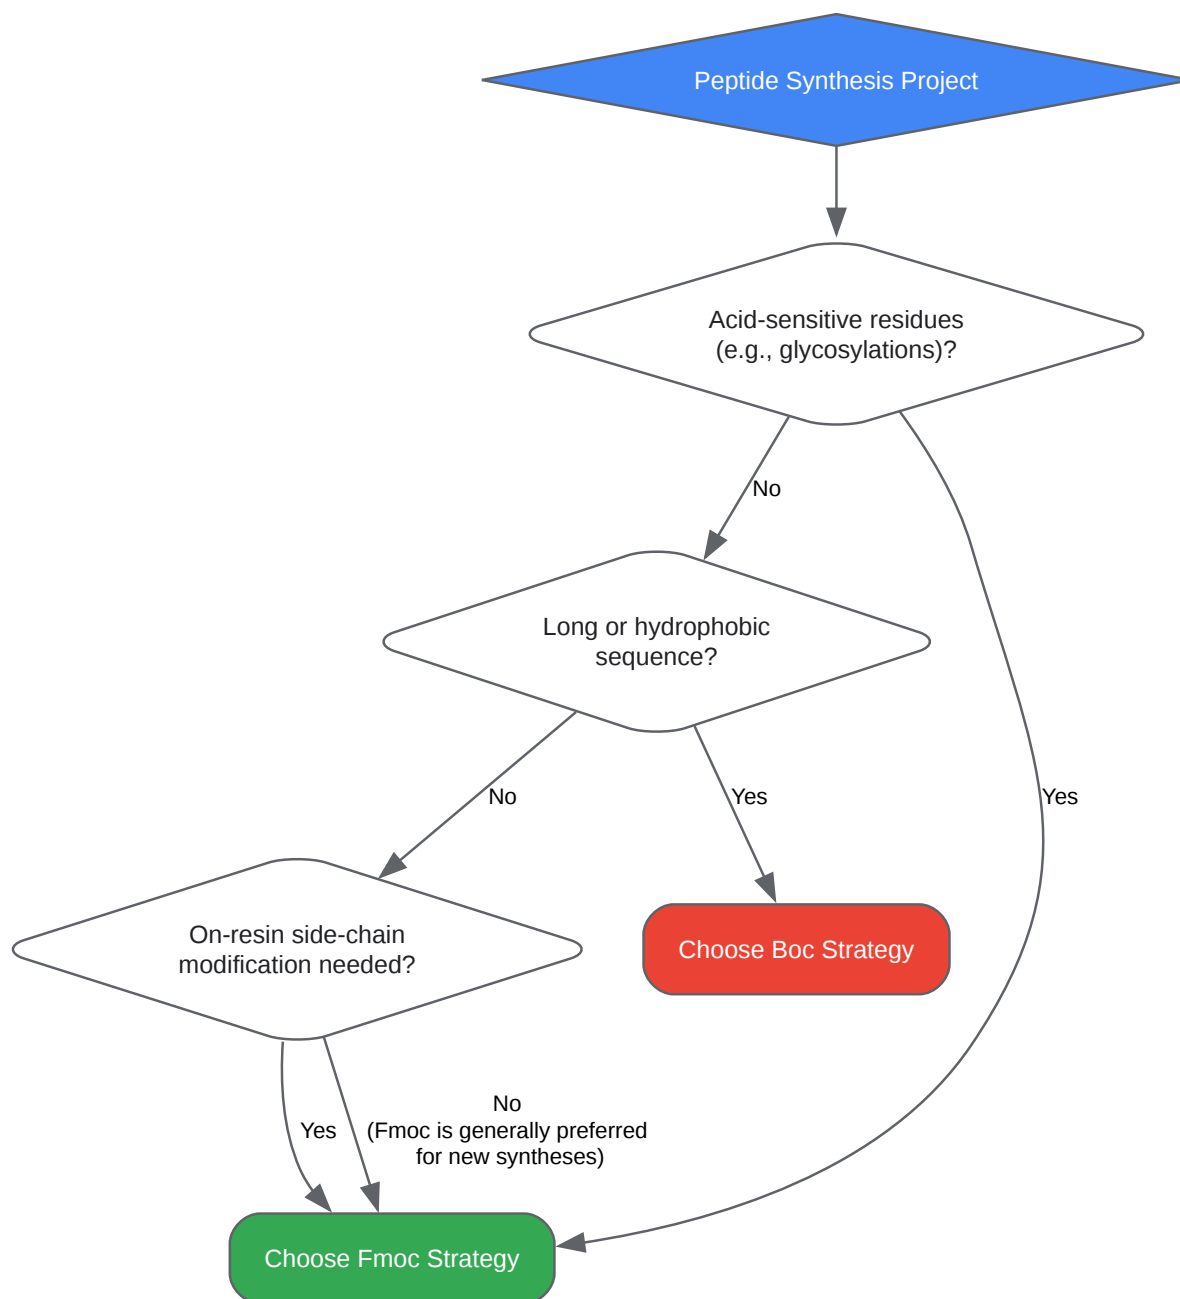 Peptide Synthesis Project
Acid-sensitive residues
(e.g., glycosylations)?
No
Long or hydrophobic
sequence?
No
Yes
Yes
On-resin side-chain
modification needed?
Choose Boc Strategy
Yes
No
(Fmoc is generally preferred
for new syntheses)
Choose Fmoc Strategy